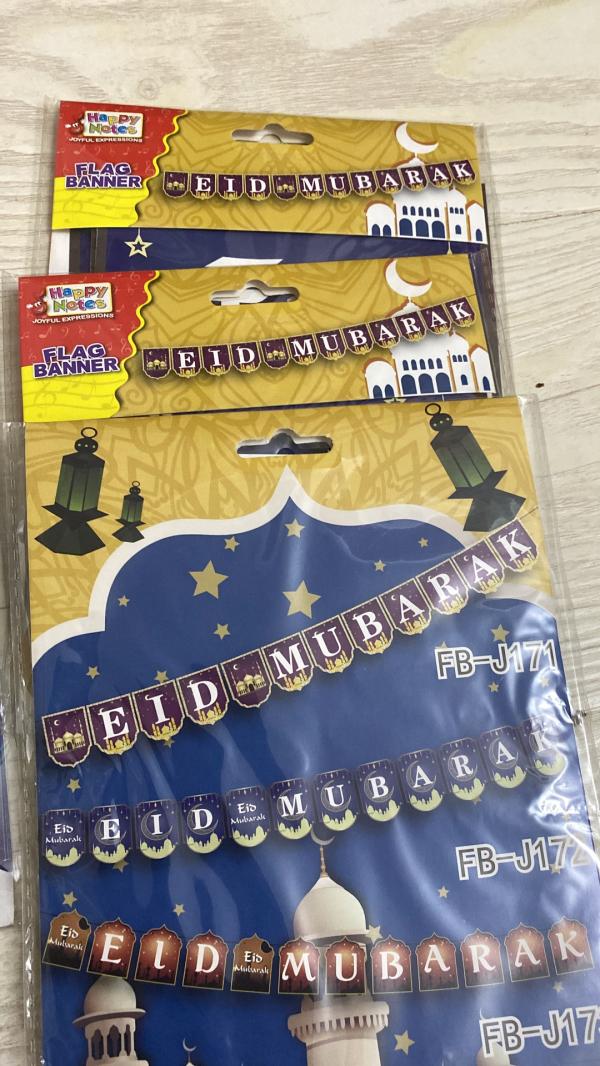 Happy
Notes
JOYFUL EXPRESSIONS
FLAG
BANNER
EID MUBARAK
Happy
Notes
JOYFUL EXPRESSIONS
FLAG
BANNER
EID MUBARAK
EID MUBARAK
FB-J171
Eid
Mubarak
EID
Eid
Mubarak
MUBARAK
FB-J172
Eid
Mubarak
EID
Eid
Mubarak
MUBARAK
FB-J17